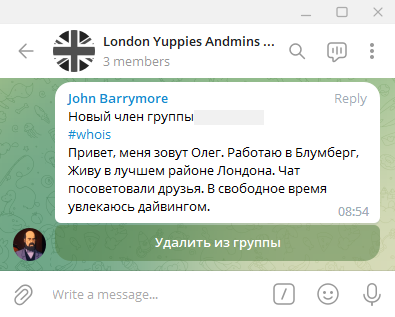 London Yuppies Andmins ...
3 members
John Barrymore Reply
Новый член группы
#whois
Привет, меня зовут Олег. Работаю в Блумберг,
Живу в лучшем районе Лондона. Чат
посоветовали друзья. В свободное время
увлекаюсь дайвингом.
08:54
Удалить из группы
Write a message...